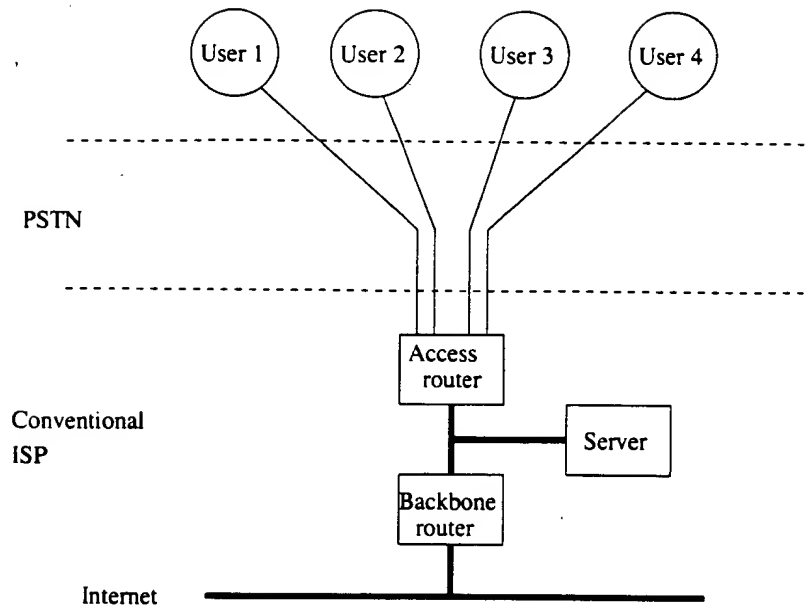 User 1
User 2
User 3
User 4
PSTN
Access
router
Conventional
ISP
Server
Backbone
router
Internet